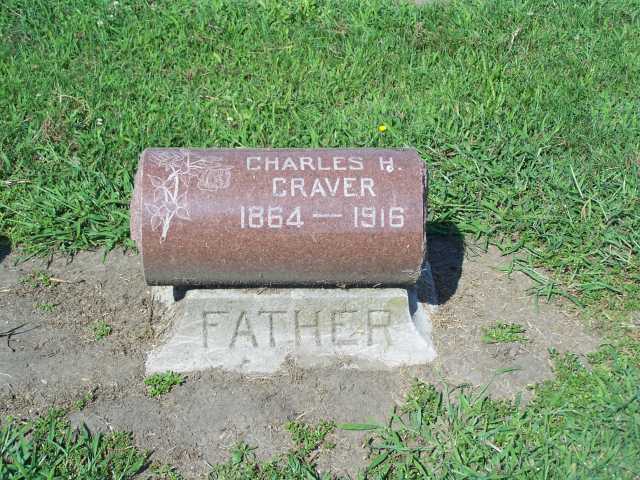 CHARLES H.
CRAVER
1864 — 1916
FATHER